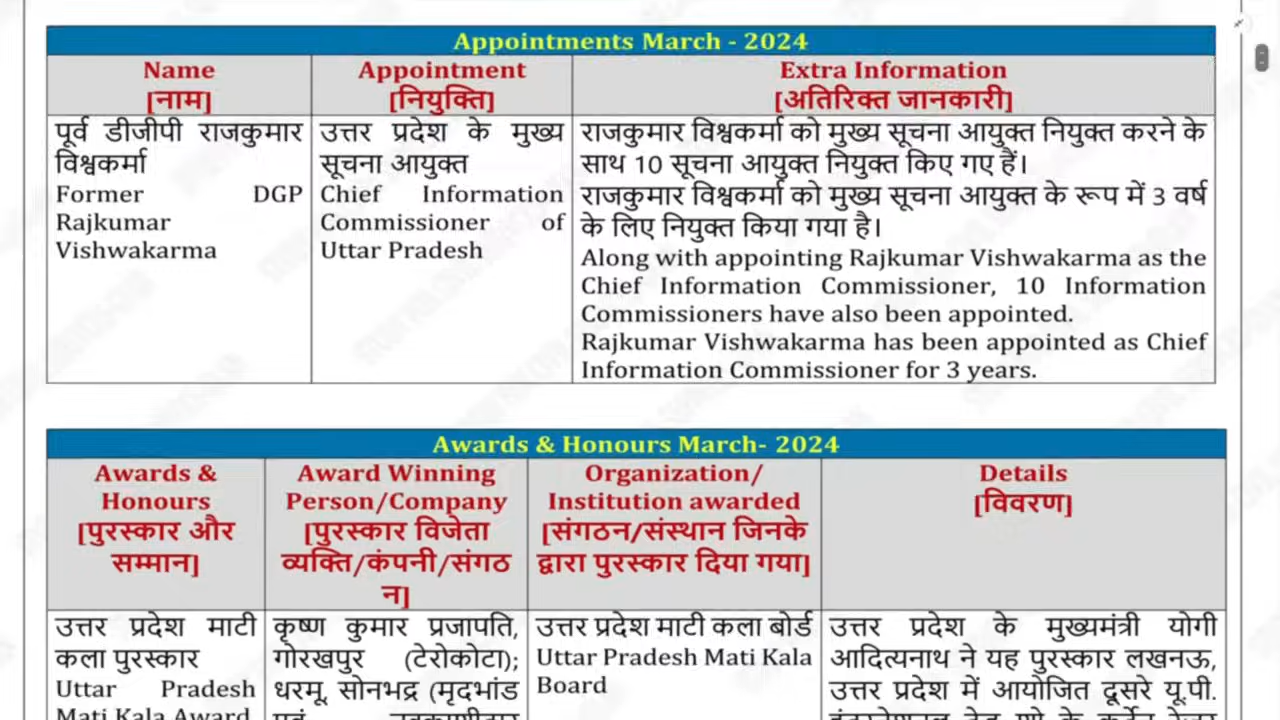 Appointments March - 2024
Name
[नाम]
Appointment
[नियुक्ति]
Extra Information
[अतिरिक्त जानकारी]
पूर्व डीजीपी राजकुमार
विश्वकर्मा
Former DGP
Rajkumar
Vishwakarma
उत्तर प्रदेश के मुख्य
सूचना आयुक्त
Chief Information
Commissioner of
Uttar Pradesh
राजकुमार विश्वकर्मा को मुख्य सूचना आयुक्त नियुक्त करने के
साथ 10 सूचना आयुक्त नियुक्त किए गए हैं।
राजकुमार विश्वकर्मा को मुख्य सूचना आयुक्त के रूप में 3 वर्ष
के लिए नियुक्त किया गया है।
Along with appointing Rajkumar Vishwakarma as the
Chief Information Commissioner, 10 Information
Commissioners have also been appointed.
Rajkumar Vishwakarma has been appointed as Chief
Information Commissioner for 3 years.
Awards & Honours March- 2024
Awards &
Honours
[पुरस्कार और
सम्मान]
Award Winning
Person/Company
[पुरस्कार विजेता
व्यक्ति/कंपनी/संगठ
न]
Organization/
Institution awarded
[संगठन/संस्थान जिनके
द्वारा पुरस्कार दिया गया]
Details
[विवरण]
उत्तर प्रदेश माटी
कला पुरस्कार
Uttar Pradesh
Mati Kala Award
कृष्ण कुमार प्रजापति,
गोरखपुर (टेरोकोटा);
धरमू, सोनभद्र (मृदभांड
उत्तर प्रदेश माटी कला बोर्ड
Uttar Pradesh Mati Kala
Board
उत्तर प्रदेश के मुख्यमंत्री योगी
आदित्यनाथ ने यह पुरस्कार लखनऊ,
उत्तर प्रदेश में आयोजित दूसरे यू.पी.